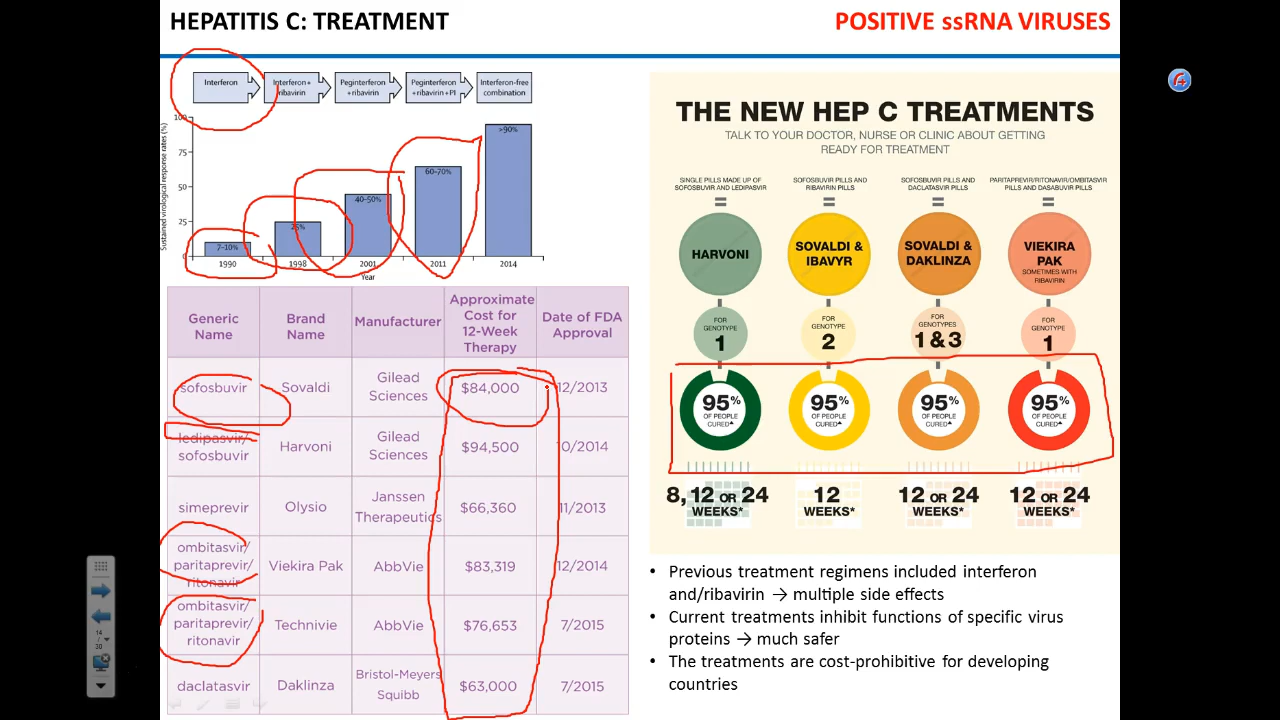 HEPATITIS C: TREATMENT
POSITIVE ssRNA VIRUSES
Interferon
Interferon+
ribavirin
Peginterferon
+ribavirin
Peginterferon
+ribavirin+PI
Interferon-free
combination
Sustained virological response rates (%)
100
75
50
25
0
7–10%
25%
40–50%
60–70%
>90%
1990
1998
2001
2011
2014
Year
Generic
Name
Brand
Name
Manufacturer
Approximate
Cost for
12-Week
Therapy
Date of FDA
Approval
sofosbuvir
Sovaldi
Gilead
Sciences
$84,000
12/2013
ledipasvir/
sofosbuvir
Harvoni
Gilead
Sciences
$94,500
10/2014
simeprevir
Olysio
Janssen
Therapeutics
$66,360
11/2013
ombitasvir/
paritaprevir/
ritonavir
Viekira Pak
AbbVie
$83,319
12/2014
ombitasvir/
paritaprevir/
ritonavir
Technivie
AbbVie
$76,653
7/2015
daclatasvir
Daklinza
Bristol-Meyers
Squibb
$63,000
7/2015
THE NEW HEP C TREATMENTS
TALK TO YOUR DOCTOR, NURSE OR CLINIC ABOUT GETTING
READY FOR TREATMENT
SINGLE PILLS MADE UP OF
SOFOSBUVIR AND LEDIPASVIR
SOFOSBUVIR PILLS AND
RIBAVIRIN PILLS
SOFOSBUVIR PILLS AND
DACLATASVIR PILLS
PARITAPREVIR/RITONAVIR/OMBITASVIR
PILLS AND DASABUVIR PILLS
=
=
=
=
HARVONI
SOVALDI &
IBAVYR
SOVALDI &
DAKLINZA
VIEKIRA
PAK
SOMETIMES WITH
RIBAVIRIN
FOR
GENOTYPE
1
FOR
GENOTYPE
2
FOR
GENOTYPES
1 & 3
FOR
GENOTYPE
1
95%
OF PEOPLE
CURED▲
95%
OF PEOPLE
CURED▲
95%
OF PEOPLE
CURED▲
95%
OF PEOPLE
CURED▲
8, 12 OR 24
WEEKS*
12
WEEKS*
12 OR 24
WEEKS*
12 OR 24
WEEKS*
• Previous treatment regimens included interferon
and/ribavirin → multiple side effects
• Current treatments inhibit functions of specific virus
proteins → much safer
• The treatments are cost-prohibitive for developing
countries
14
/
30